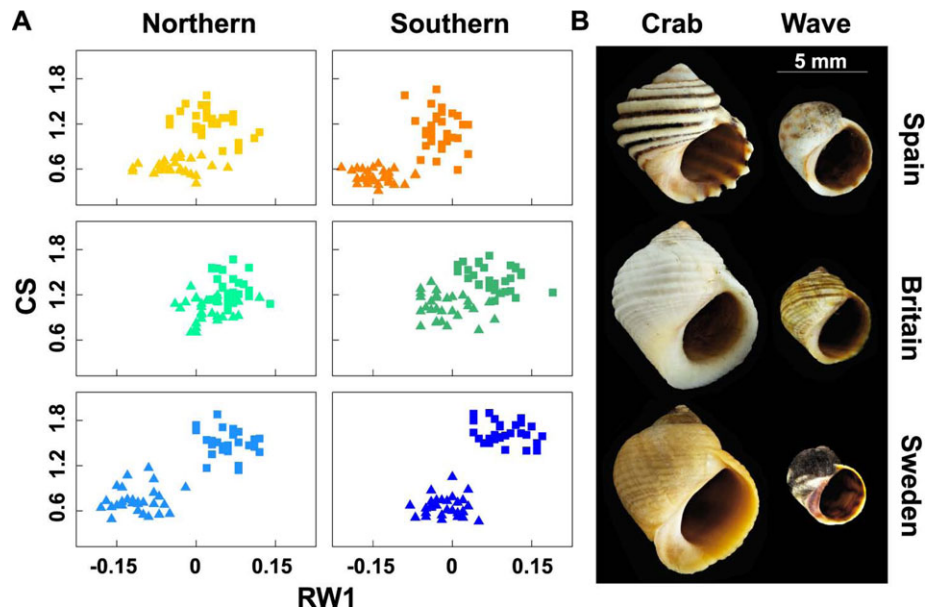 A
Northern
Southern
B
Crab
Wave
5 mm
1.8
1.2
0.6
Spain
CS
1.8
1.2
0.6
Britain
1.8
1.2
0.6
Sweden
-0.15
0
0.15
-0.15
0
0.15
RW1